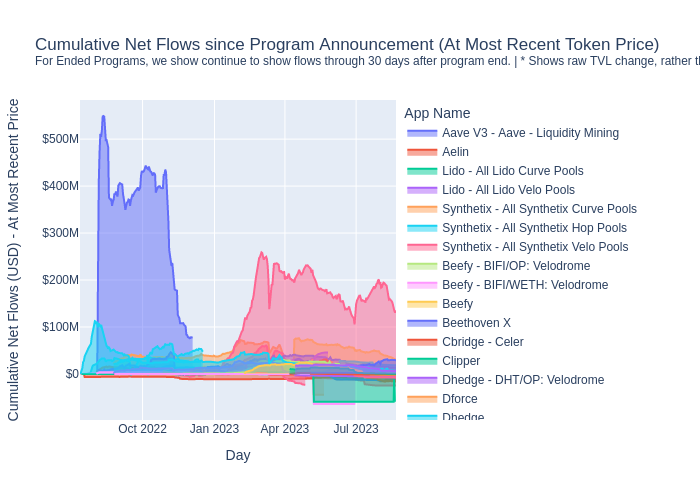 Cumulative Net Flows since Program Announcement (At Most Recent Token Price)
For Ended Programs, we show continue to show flows through 30 days after program end. | * Shows raw TVL change, rather th
Cumulative Net Flows (USD) - At Most Recent Price
$500M
$400M
$300M
$200M
$100M
$0
Oct 2022
Jan 2023
Apr 2023
Jul 2023
Day
App Name
Aave V3 - Aave - Liquidity Mining
Aelin
Lido - All Lido Curve Pools
Lido - All Lido Velo Pools
Synthetix - All Synthetix Curve Pools
Synthetix - All Synthetix Hop Pools
Synthetix - All Synthetix Velo Pools
Beefy - BIFI/OP: Velodrome
Beefy - BIFI/WETH: Velodrome
Beefy
Beethoven X
Cbridge - Celer
Clipper
Dhedge - DHT/OP: Velodrome
Dforce
Dhedge